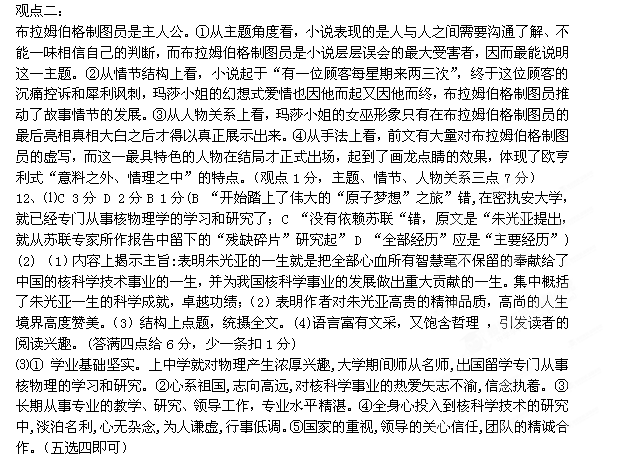 观点二：
布拉姆伯格制图员是主人公。①从主题角度看，小说表现的是人与人之间需要沟通了解、不
能一味相信自己的判断，而布拉姆伯格制图员是小说层层误会的最大受害者，因而最能说明
这一主题。②从情节结构上看，小说起于“有一位顾客每星期来两三次”，终于这位顾客的
沉痛控诉和犀利讽刺，玛莎小姐的幻想式爱情也因他而起又因他而终，布拉姆伯格制图员推
动了故事情节的发展。③从人物关系上看，玛莎小姐的女巫形象只有在布拉姆伯格制图员的
最后亮相真相大白之后才得以真正展示出来。④从手法上看，前文有大量对布拉姆伯格制图
员的虚写，而这一最具特色的人物在结局才正式出场，起到了画龙点睛的效果，体现了欧亨
利式“意料之外、情理之中”的特点。（观点 1 分，主题、情节、人物关系三点 7 分）
12、⑴C 3 分 D 2 分 B 1 分(B “开始踏上了伟大的“原子梦想”之旅”错,在密执安大学，
就已经专门从事核物理学的学习和研究了；C “没有依赖苏联“错，原文是“朱光亚提出，
就从苏联专家所作报告中留下的“残缺碎片”研究起” D “全部经历”应是“主要经历”)
(2) （1)内容上揭示主旨:表明朱光亚的一生就是把全部心血所有智慧毫不保留的奉献给了
中国的核科学技术事业的一生，并为我国核科学事业的发展做出重大贡献的一生。集中概括
了朱光亚一生的科学成就，卓越功绩；(2) 表明作者对朱光亚高贵的精神品质，高尚的人生
境界高度赞美。(3) 结构上点题，统摄全文。(4)语言富有文采，又饱含哲理 ，引发读者的
阅读兴趣。(答满四点给 6 分，少一条扣 1 分)
⑶① 学业基础坚实。上中学就对物理产生浓厚兴趣,大学期间师从名师,出国留学专门从事
核物理的学习和研究。②心系祖国,志向高远,对核科学事业的热爱矢志不渝,信念执着。③
长期从事专业的教学、研究、领导工作，专业水平精湛。④全身心投入到核科技术的研究
中,淡泊名利,心无杂念,为人谦虚,行事低调。⑤国家的重视,领导的关心信任,团队的精诚合
作。(五选四即可)